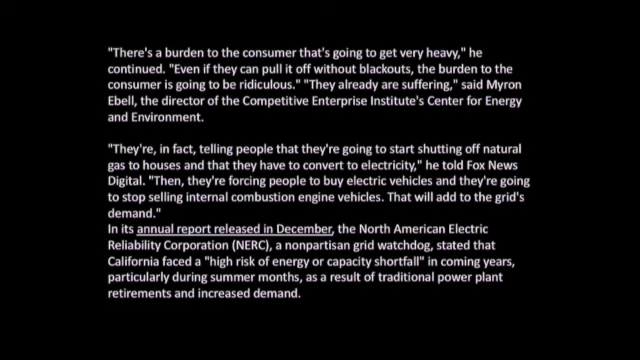 "There's a burden to the consumer that's going to get very heavy," he
continued. "Even if they can pull it off without blackouts, the burden to the
consumer is going to be ridiculous." "They already are suffering," said Myron
Ebell, the director of the Competitive Enterprise Institute's Center for Energy
and Environment.
"They're, in fact, telling people that they're going to start shutting off natural
gas to houses and that they have to convert to electricity," he told Fox News
Digital. "Then, they're forcing people to buy electric vehicles and they're going
to stop selling internal combustion engine vehicles. That will add to the grid's
demand."
In its annual report released in December, the North American Electric
Reliability Corporation (NERC), a nonpartisan grid watchdog, stated that
California faced a "high risk of energy or capacity shortfall" in coming years,
particularly during summer months, as a result of traditional power plant
retirements and increased demand.